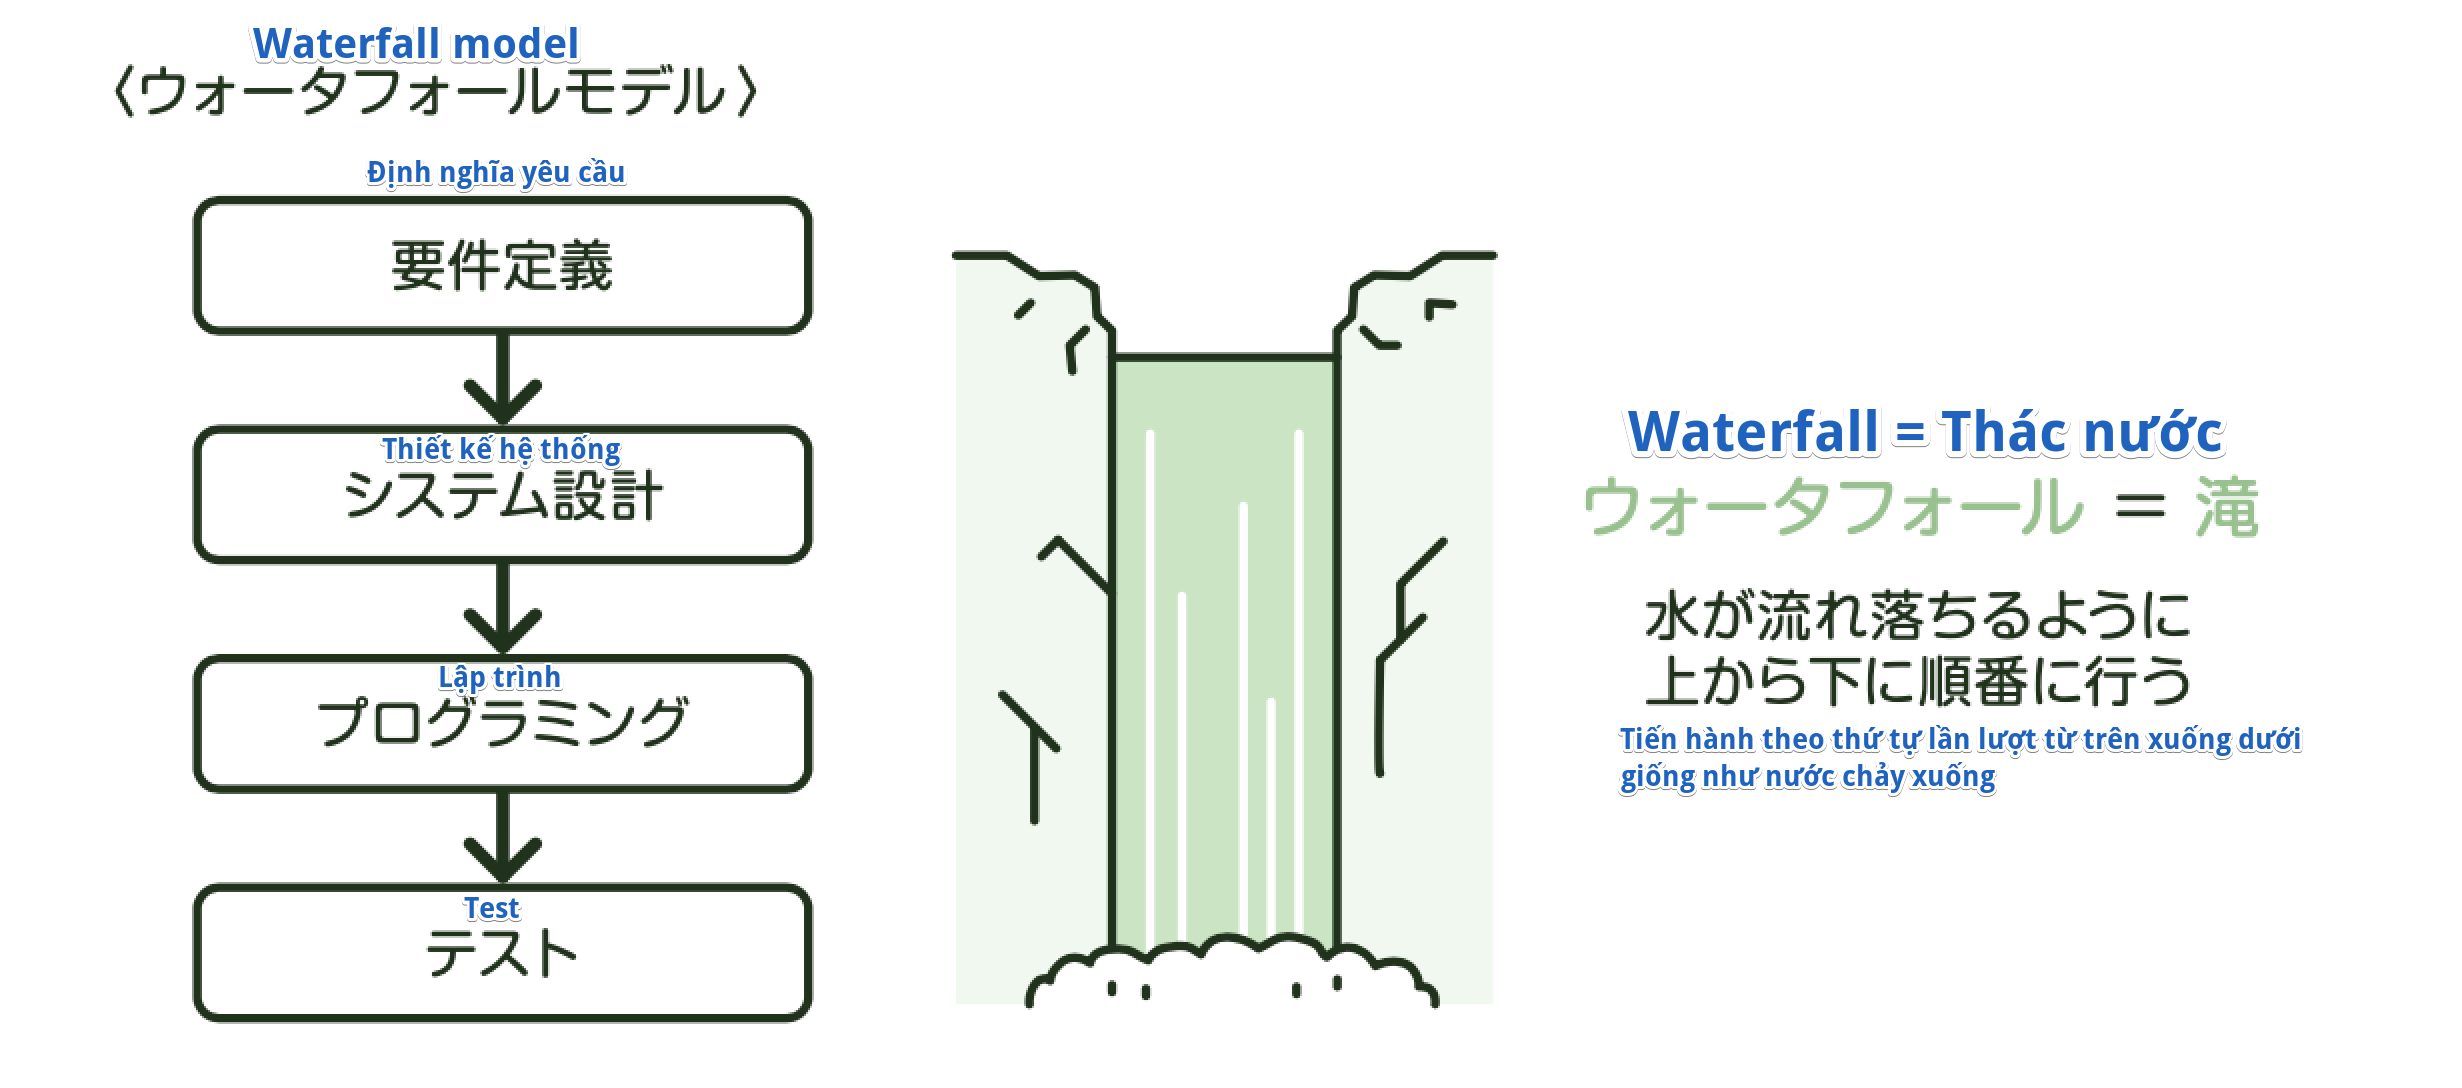 Waterfall model
〈ウォータフォールモデル〉
Định nghĩa yêu cầu
要件定義
Thiết kế hệ thống
システム設計
Lập trình
プログラミング
Test
テスト
Waterfall = Thác nước
ウォータフォール = 滝
水が流れ落ちるように
上から下に順番に行う
Tiến hành theo thứ tự lần lượt từ trên xuống dưới
giống như nước chảy xuống